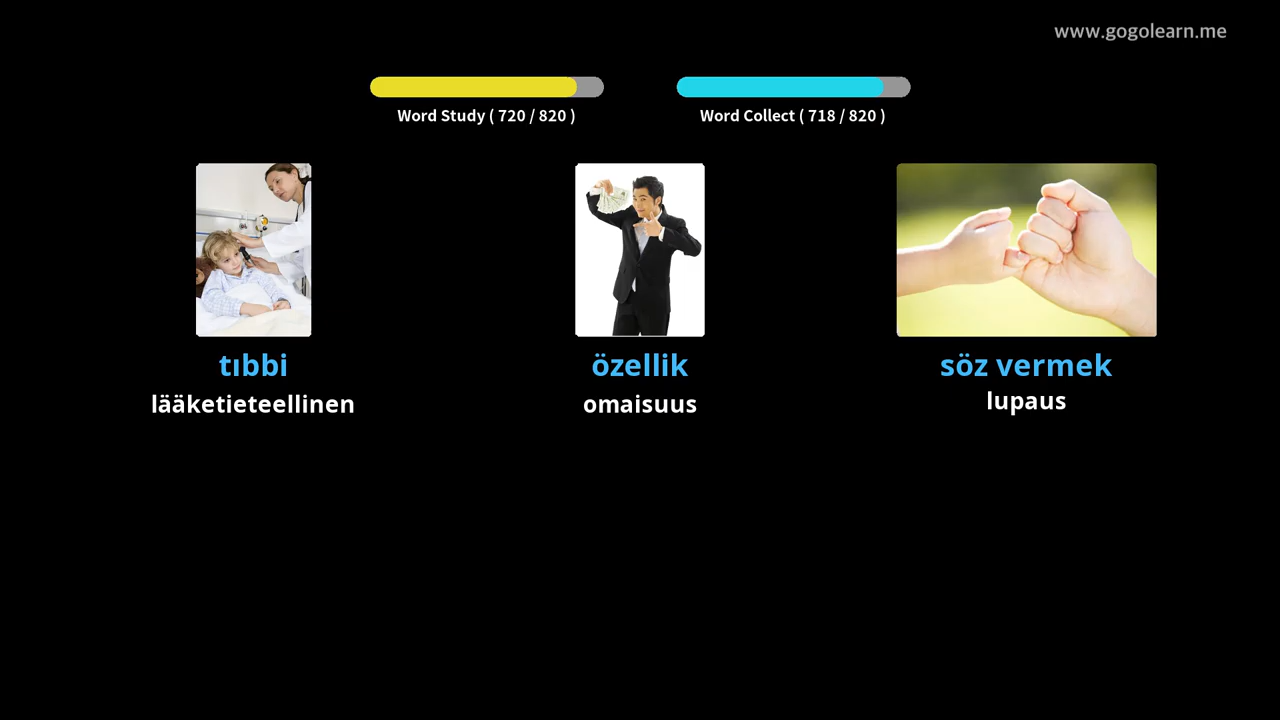 www.gogolearn.me
Word Study ( 720 / 820 )
Word Collect ( 718 / 820 )
tıbbi
özellik
söz vermek
lääketieteellinen
omaisuus
lupaus